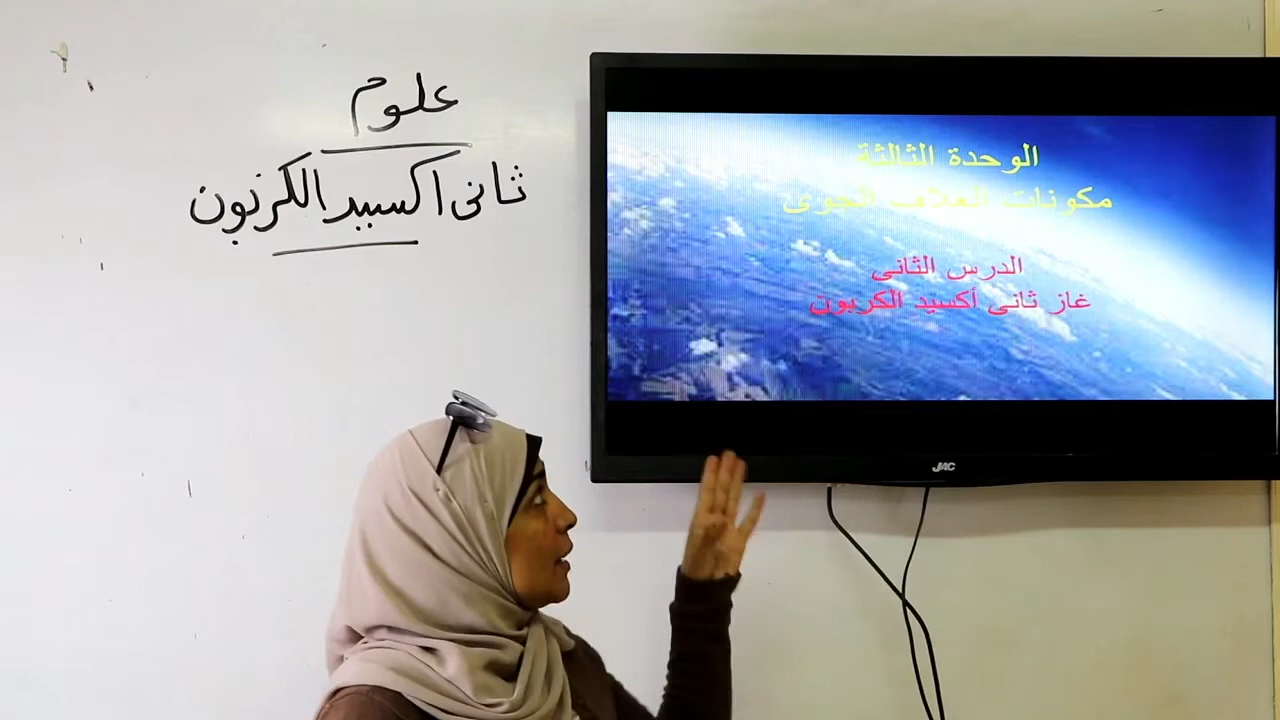 علوم
ثانى اكسيد الكربون
الوحدة الثالثة
مكونات الغلاف الجوى
الدرس الثانى
غاز ثانى أكسيد الكربون
JAC